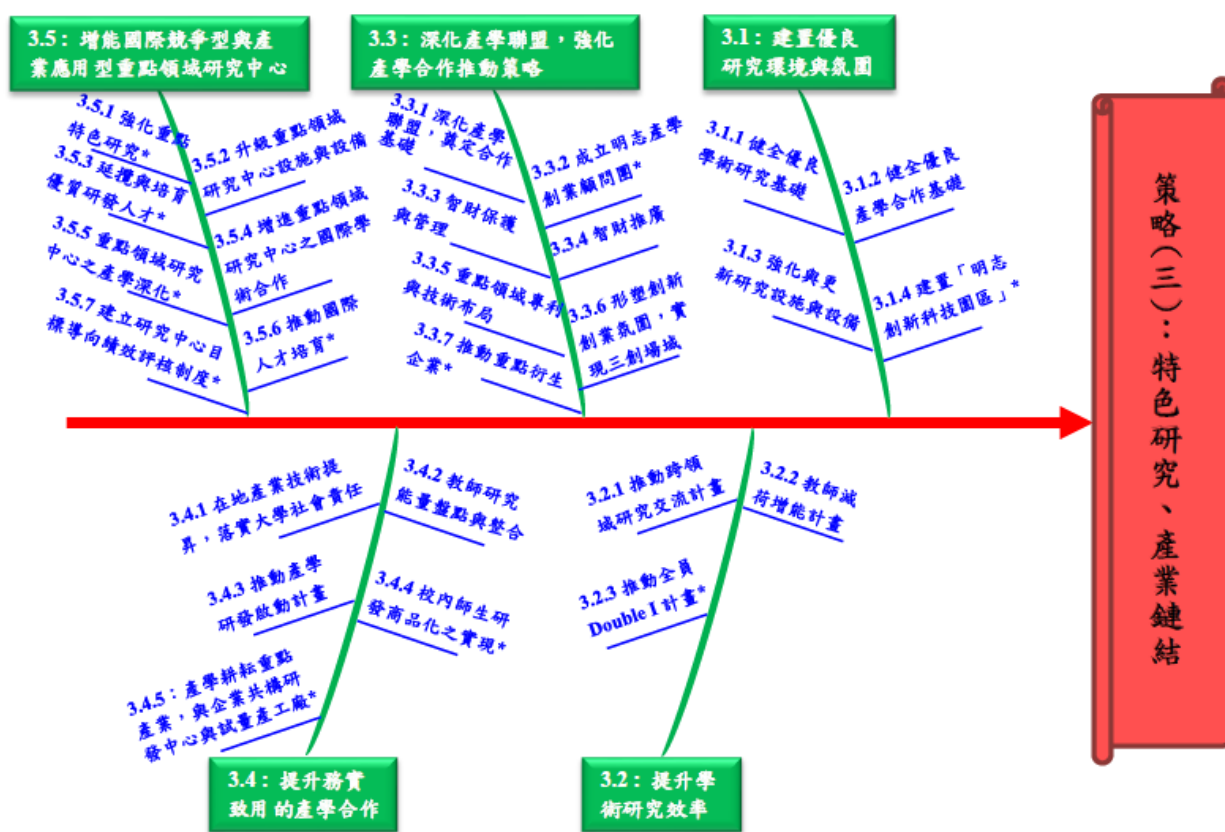 3.5：增能國際競爭型與產
業應用型重點領域研究中心
3.5.1 強化重點
特色研究*
3.5.2 升級重點領域
研究中心設施與設備
3.5.3 延攬與培育
優質研發人才*
3.5.4 增進重點領域
研究中心之國際學
術合作
3.5.5 重點領域研究
中心之產學深化*
3.5.6 推動國際
人才培育*
3.5.7 建立研究中心目
標導向績效評核制度*
3.3：深化產學聯盟，強化
產學合作推動策略
3.3.1 深化產學
聯盟，奠定合作
基礎
3.3.2 成立明志產學
創業顧問團*
3.3.3 智財保護
與管理
3.3.4 智財推廣
3.3.5 重點領域專利
與技術布局
3.3.6 形塑創新
創業氛圍，實
現三創場域
3.3.7 推動重點衍生
企業*
3.1：建置優良
研究環境與氛圍
3.1.1 健全優良
學術研究基礎
3.1.2 健全優良
產學合作基礎
3.1.3 強化與更
新研究設施與設備
3.1.4 建置「明志
創新科技園區」*
策略(三)：特色研究、產業鏈結
3.4.1 在地產業技術提
昇，落實大學社會責任
3.4.2 教師研究
能量盤點與整合
3.4.3 推動產學
研發啟動計畫
3.4.4 校內師生研
發商品化之實現*
3.4.5：產學耕耘重點
產業，與企業共構研
發中心與試量產工廠*
3.4：提升務實
致用的產學合作
3.2.1 推動跨領
域研究交流計畫
3.2.2 教師減
荷增能計畫
3.2.3 推動全員
Double I 計畫*
3.2：提升學
術研究效率